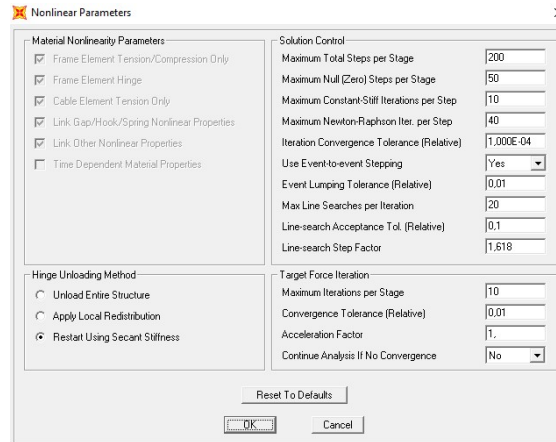 Nonlinear Parameters
Material Nonlinearity Parameters
Frame Element Tension/Compression Only
Frame Element Hinge
Cable Element Tension Only
Link Gap/Hook/Spring Nonlinear Properties
Link Other Nonlinear Properties
Time Dependent Material Properties
Solution Control
Maximum Total Steps per Stage 200
Maximum Null (Zero) Steps per Stage 50
Maximum Constant-Stiff Iterations per Step 10
Maximum Newton-Raphson Iter. per Step 40
Iteration Convergence Tolerance (Relative) 1,000E-04
Use Event-to-event Stepping Yes
Event Lumping Tolerance (Relative) 0,01
Max Line Searches per Iteration 20
Line-search Acceptance Tol. (Relative) 0,1
Line-search Step Factor 1,618
Hinge Unloading Method
Unload Entire Structure
Apply Local Redistribution
Restart Using Secant Stiffness
Target Force Iteration
Maximum Iterations per Stage 10
Convergence Tolerance (Relative) 0,01
Acceleration Factor 1,
Continue Analysis If No Convergence No
Reset To Defaults
OK Cancel